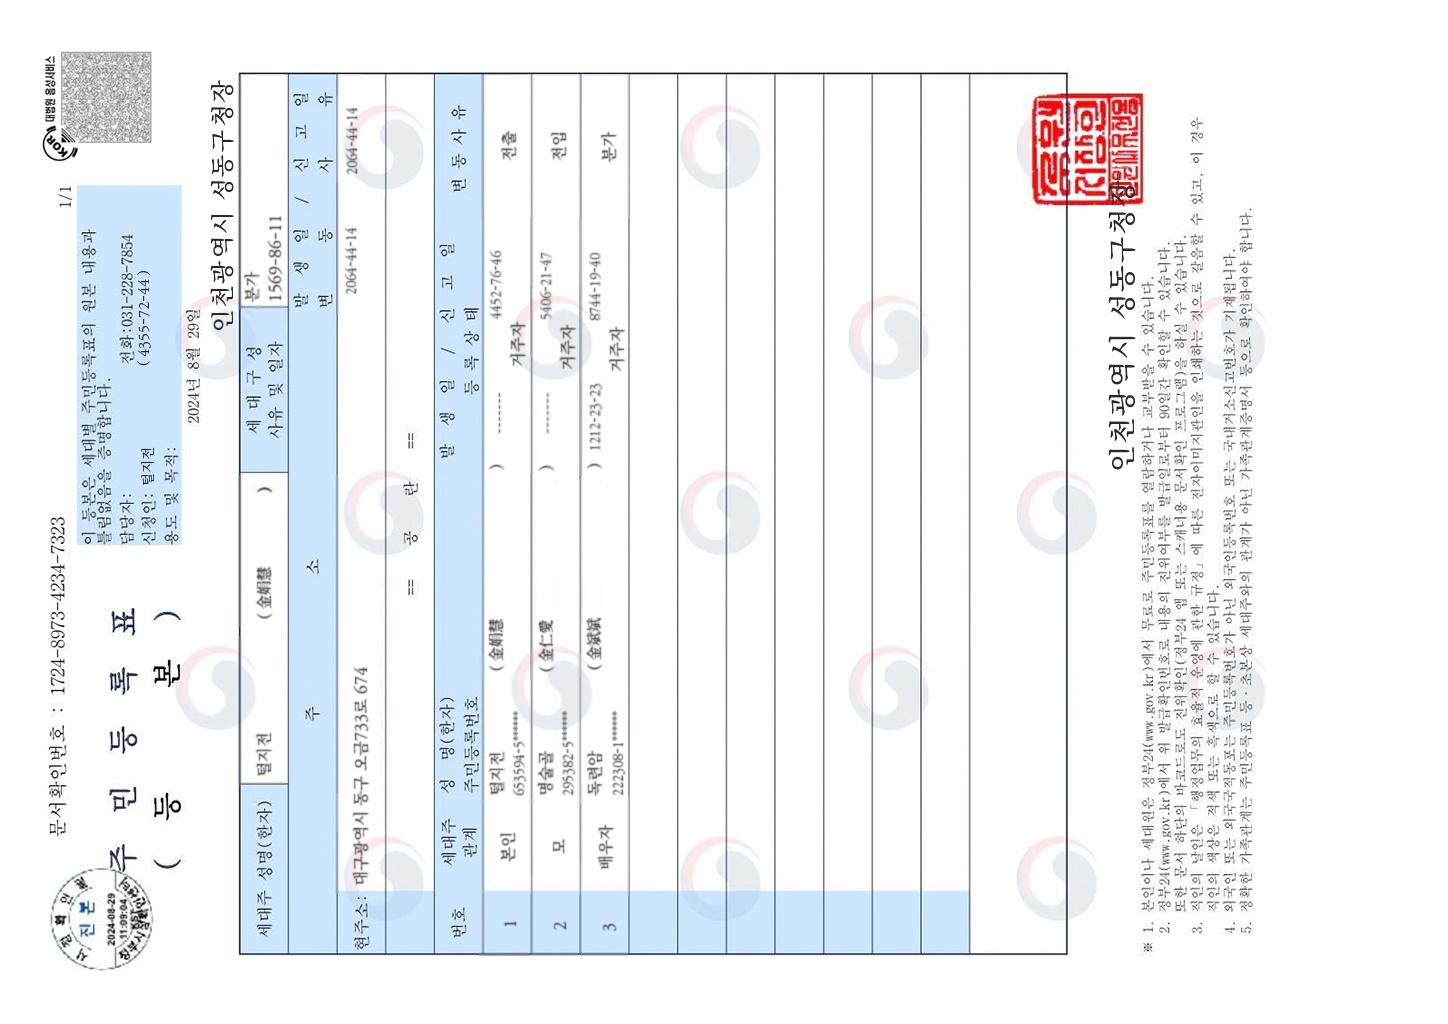 문서확인번호 : 1724-8973-4234-7323
1/1
대법원 음성서비스
KOR
주 민 등 록 표
( 등 본 )
이 등본은 세대별 주민등록표의 원본 내용과
틀림없음을 증명합니다.
담당자: 전화:031-228-7854
신청인: 털지전 (4355-72-44)
용도 및 목적:
2024년 8월 29일
진본
2024-08-29
11:09:04
인천광역시 성동구청장
세대주 성명(한자) 털지전 (金娟慧 ) 세 대 구 성 사유 및 일자 분가 1569-86-11
주 소 발 생 일 / 신 고 일
변 동 사 유
현주소: 대구광역시 동구 오금733로 674 2064-44-14 2064-44-14
== 공 란 ==
번호 세대주 관계 성 명(한자) 주민등록번호 발 생 일 / 신 고 일 등 록 상 태 변 동 사 유
1 본인 털지전 (金娟慧 ) ------- 4452-76-46 전출
653594-5****** 거주자
2 모 명술골 (金仁愛 ) ------- 5406-21-47 전입
295382-5****** 거주자
3 배우자 독련암 (金斌斌 ) 1212-23-23 8744-19-40 분가
222308-1****** 거주자
인천광역시 성동구청장
※ 1. 본인이나 세대원은 정부24(www.gov.kr)에서 무료로 주민등록표를 열람하거나 교부받을 수 있습니다.
2. 정부24(www.gov.kr)에서 위 발급확인번호로 내용의 진위여부를 발급일로부터 90일간 확인할 수 있습니다.
또한 문서 하단의 바코드로도 진위확인(정부24 앱 또는 스캐너용 문서확인 프로그램)을 하실 수 있습니다.
3. 직인의 날인은 「행정업무의 효율적 운영에 관한 규정」에 따른 전자이미지관인을 인쇄하는 것으로 갈음할 수 있고, 이 경우
직인의 색상은 적색 또는 흑색으로 할 수 있습니다.
4. 외국인 또는 외국국적동포는 주민등록번호가 아닌 외국인등록번호 또는 국내거소신고번호가 기재됩니다.
5. 정확한 가족관계는 주민등록표 등·초본상 세대주와의 관계가 아닌 가족관계증명서 등으로 확인하여야 합니다.